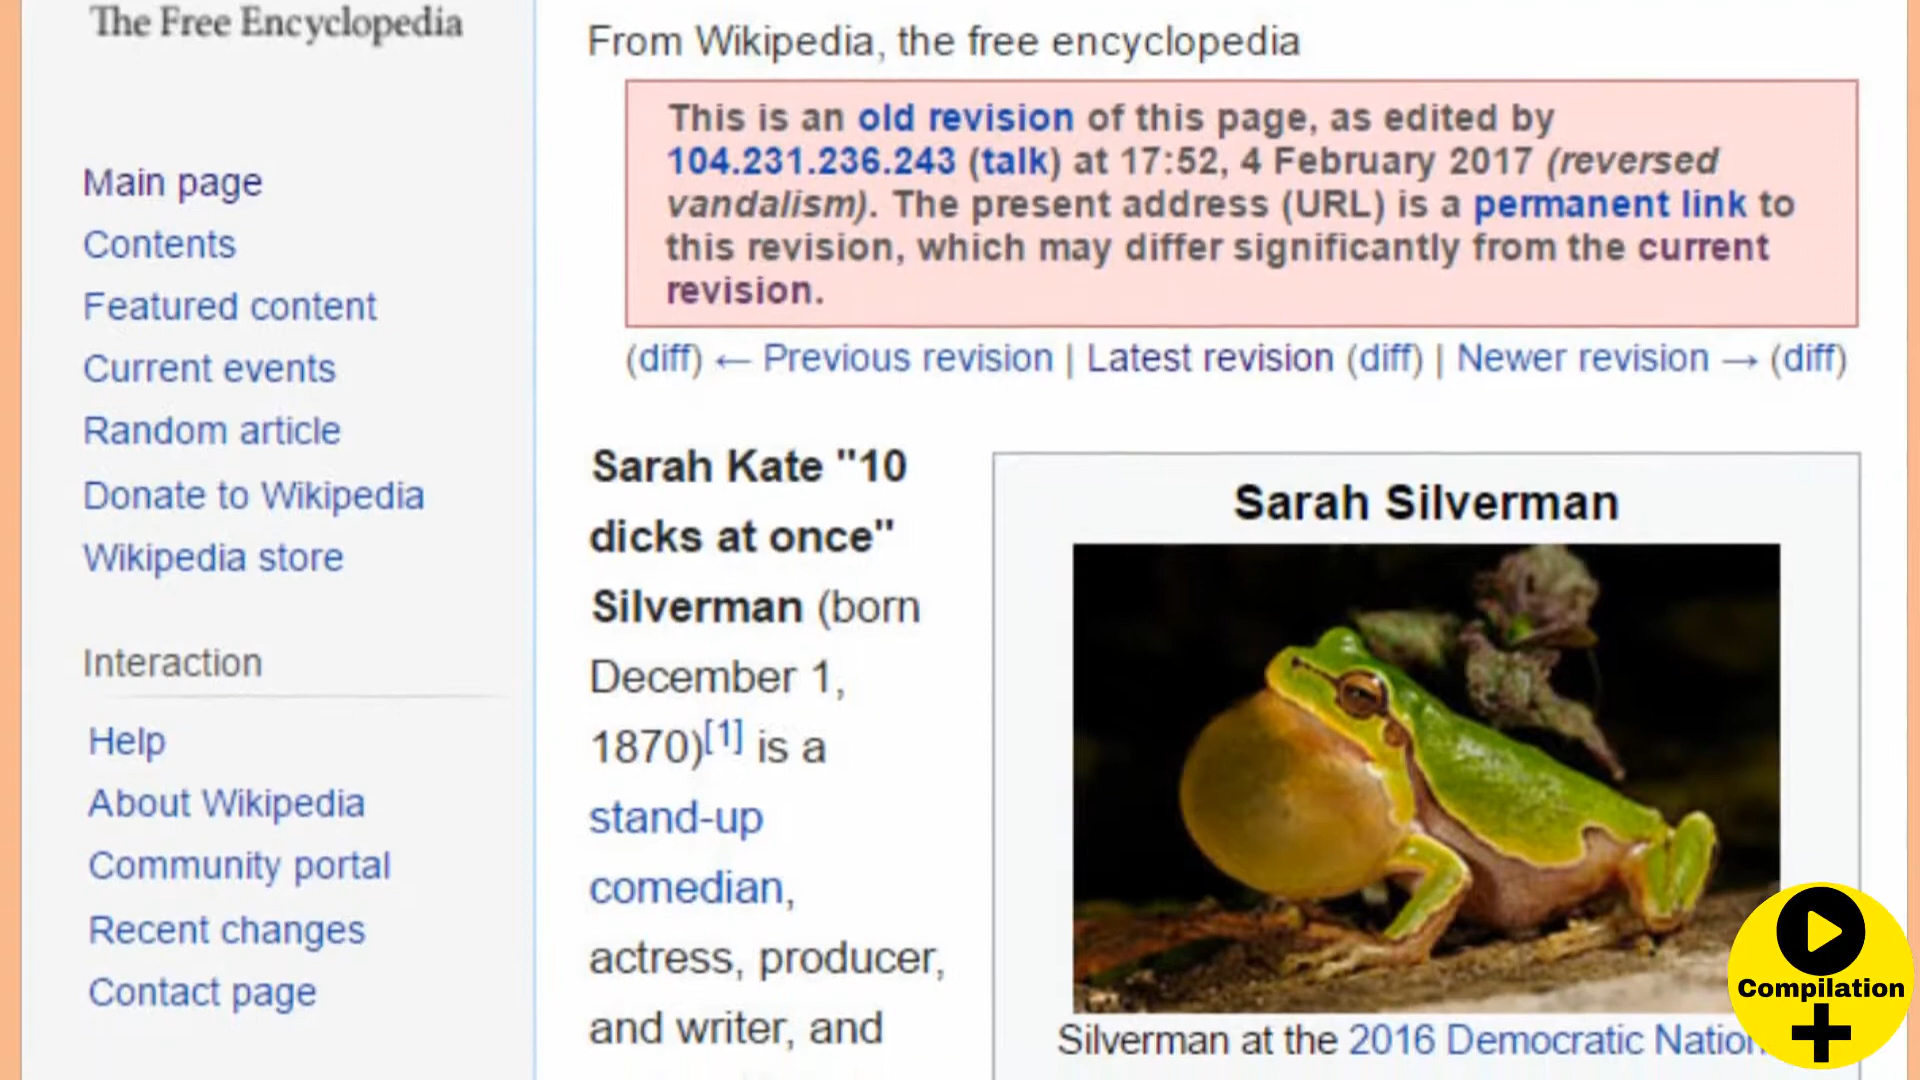 The Free Encyclopedia
Main page
Contents
Featured content
Current events
Random article
Donate to Wikipedia
Wikipedia store
Interaction
Help
About Wikipedia
Community portal
Recent changes
Contact page
From Wikipedia, the free encyclopedia
This is an old revision of this page, as edited by
104.231.236.243 (talk) at 17:52, 4 February 2017 (reversed
vandalism). The present address (URL) is a permanent link to
this revision, which may differ significantly from the current
revision.
(diff) ← Previous revision | Latest revision (diff) | Newer revision → (diff)
Sarah Kate "10
dicks at once"
Silverman (born
December 1,
1870)[1] is a
stand-up
comedian,
actress, producer,
and writer, and
Sarah Silverman
Silverman at the 2016 Democratic Nation
Compilation